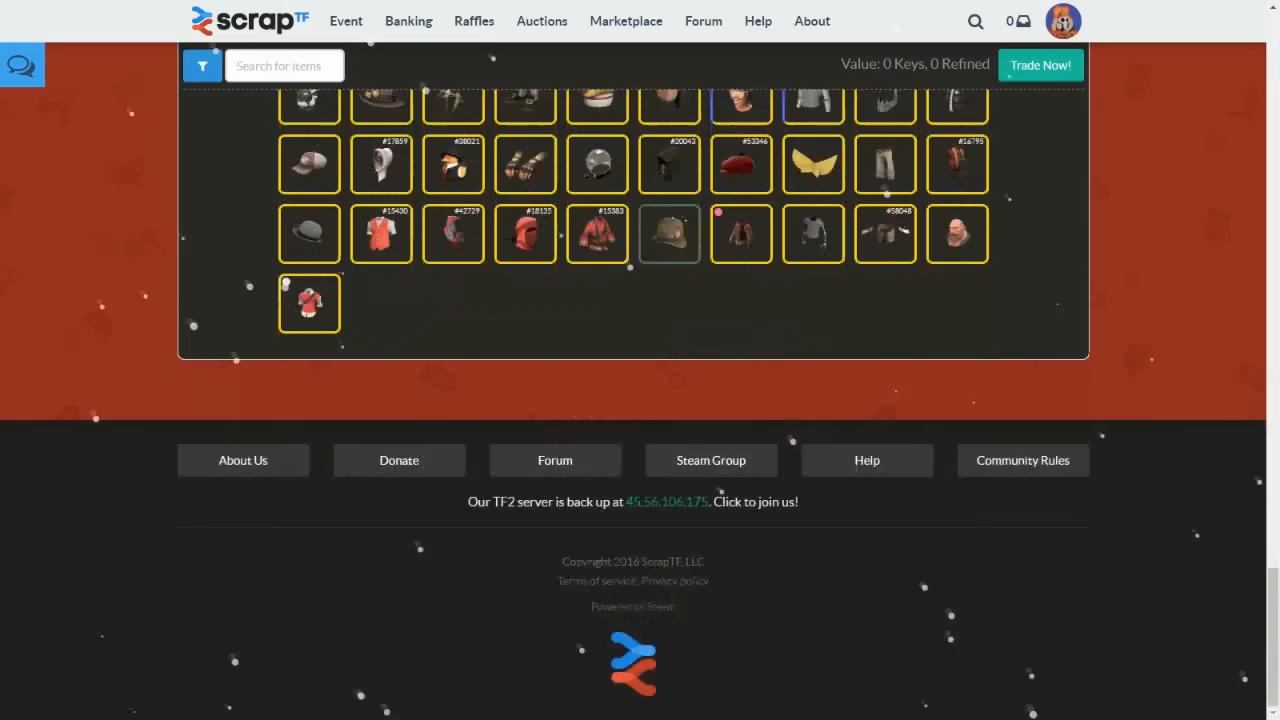 scrapTF Event Banking Raffles Auctions Marketplace Forum Help About 0
Search for items Value: 0 Keys, 0 Refined Trade Now!
#17859 #38021 #20043 #53346 #16795
#15430 #42729 #18125 #15383 #58048
About Us Donate Forum Steam Group Help Community Rules
Our TF2 server is back up at 45.56.106.175. Click to join us!
Copyright 2016 ScrapTF, LLC
Terms of service, Privacy policy
Powered by Steam